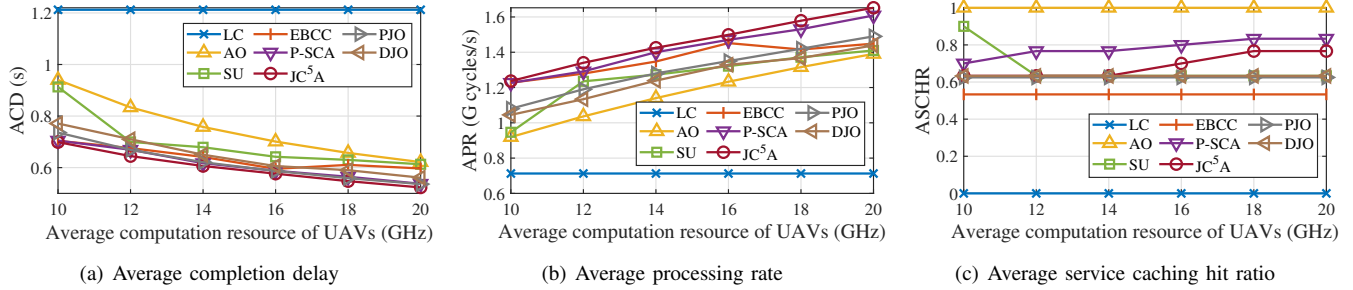 1.2
1
0.8
0.6
ACD (s)
LC EBCC PJO
AO P-SCA DJO
SU JC⁵A
10 12 14 16 18 20
Average computation resource of UAVs (GHz)
(a) Average completion delay
1.6
1.4
1.2
1
0.8
0.6
APR (G cycles/s)
LC EBCC PJO
AO P-SCA DJO
SU JC⁵A
10 12 14 16 18 20
Average computation resource of UAVs (GHz)
(b) Average processing rate
1
0.8
0.6
0.4
0.2
0
ASCHR
LC EBCC PJO
AO P-SCA DJO
SU JC⁵A
10 12 14 16 18 20
Average computation resource of UAVs (GHz)
(c) Average service caching hit ratio